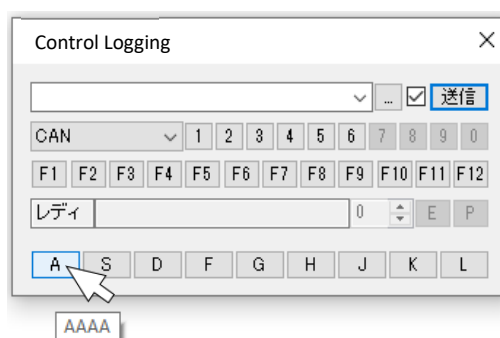 Control Logging
... 送信
CAN 1 2 3 4 5 6 7 8 9 0
F1 F2 F3 F4 F5 F6 F7 F8 F9 F10 F11 F12
レディ 0 E P
A S D F G H J K L
AAAA